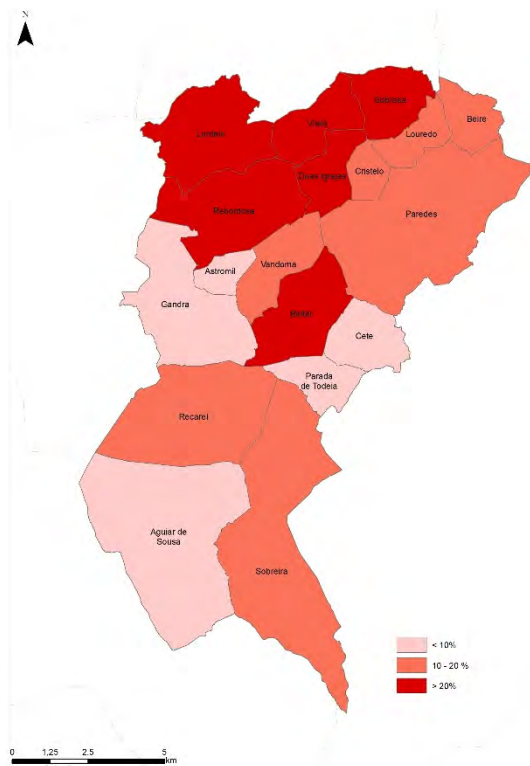 N
Lordelo
Vilela
Sobrosa
Beire
Louredo
Duas Igrejas
Cristelo
Rebordosa
Paredes
Vandoma
Astromil
Gandra
Baltar
Cete
Parada
de Todeia
Recarei
Aguiar de
Sousa
Sobreira
< 10%
10 - 20 %
> 20%
0 1,25 2,5 5
km